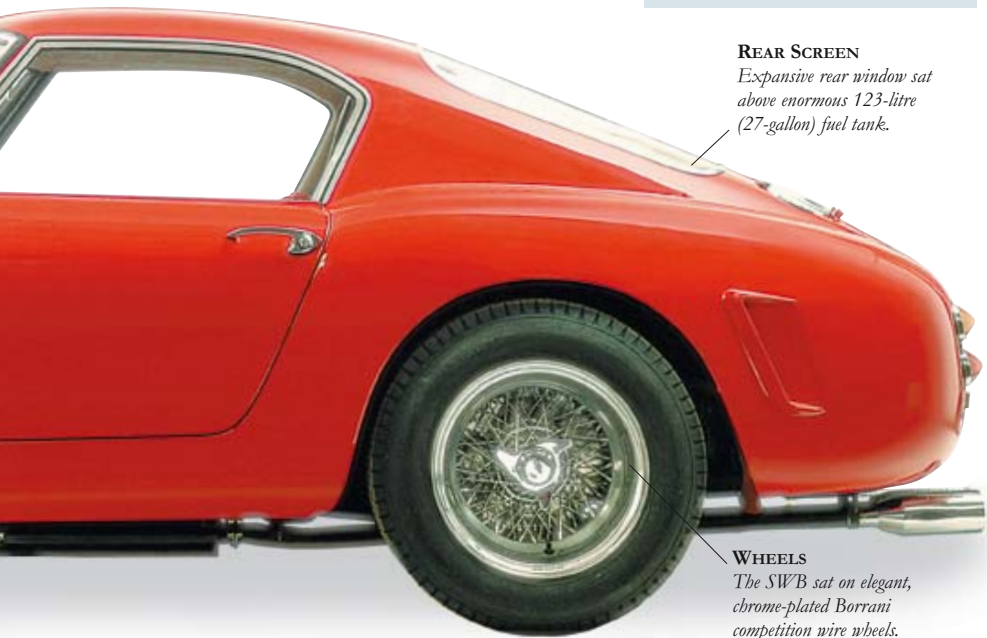 REAR SCREEN
Expansive rear window sat
above enormous 123-litre
(27-gallon) fuel tank.
WHEELS
The SWB sat on elegant,
chrome-plated Borrani
competition wire wheels.